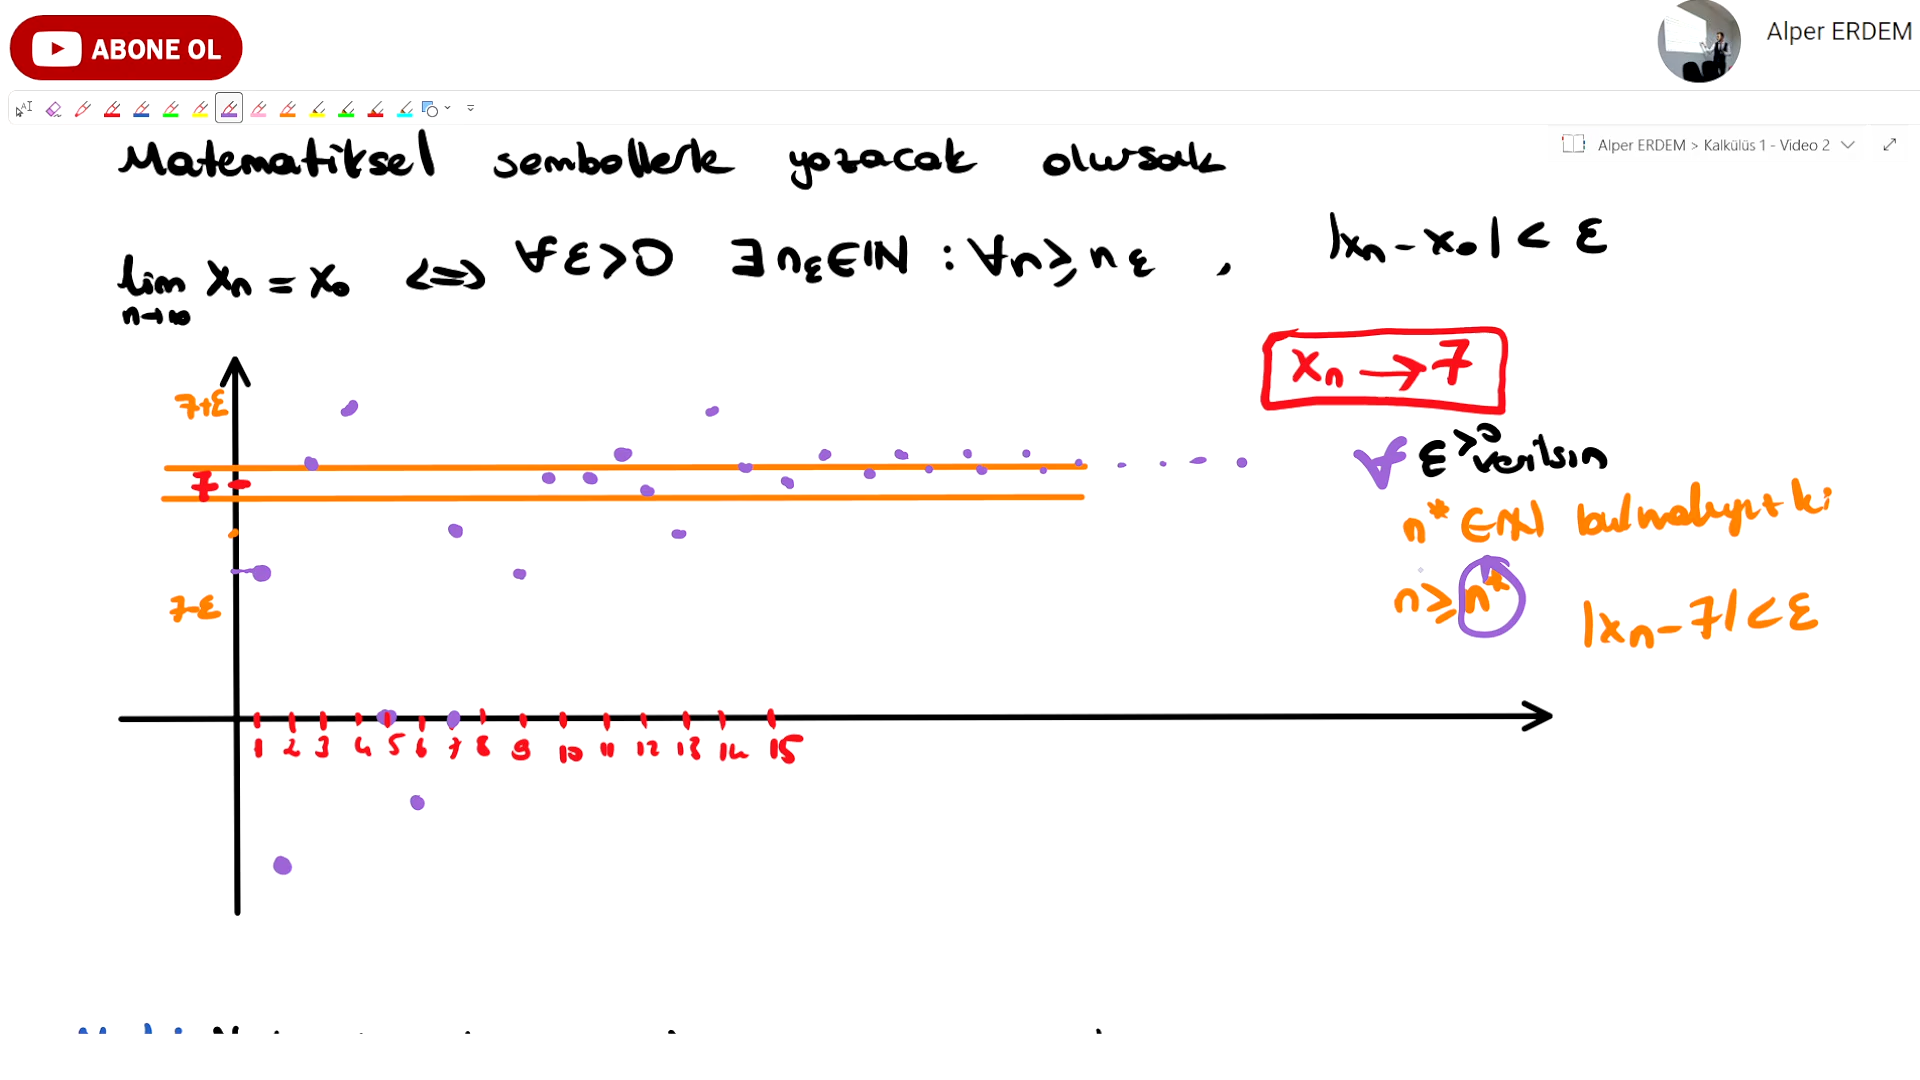 ABONE OL
Alper ERDEM
Alper ERDEM > Kalkülüs 1 - Video 2
Matematiksel sembollerle yazacak olursak
lim xₙ = x₀ ⟺ ∀ε>0 ∃ n_ε∈ℕ : ∀n≥n_ε , |xₙ - x₀| < ε
n→∞
xₙ → 7
7+ε
7
∀ ε>0 verilsin
n* ∈ℕ bulmalıyız ki
n≥n* |xₙ - 7| < ε
7-ε
1 2 3 4 5 6 7 8 9 10 11 12 13 14 15